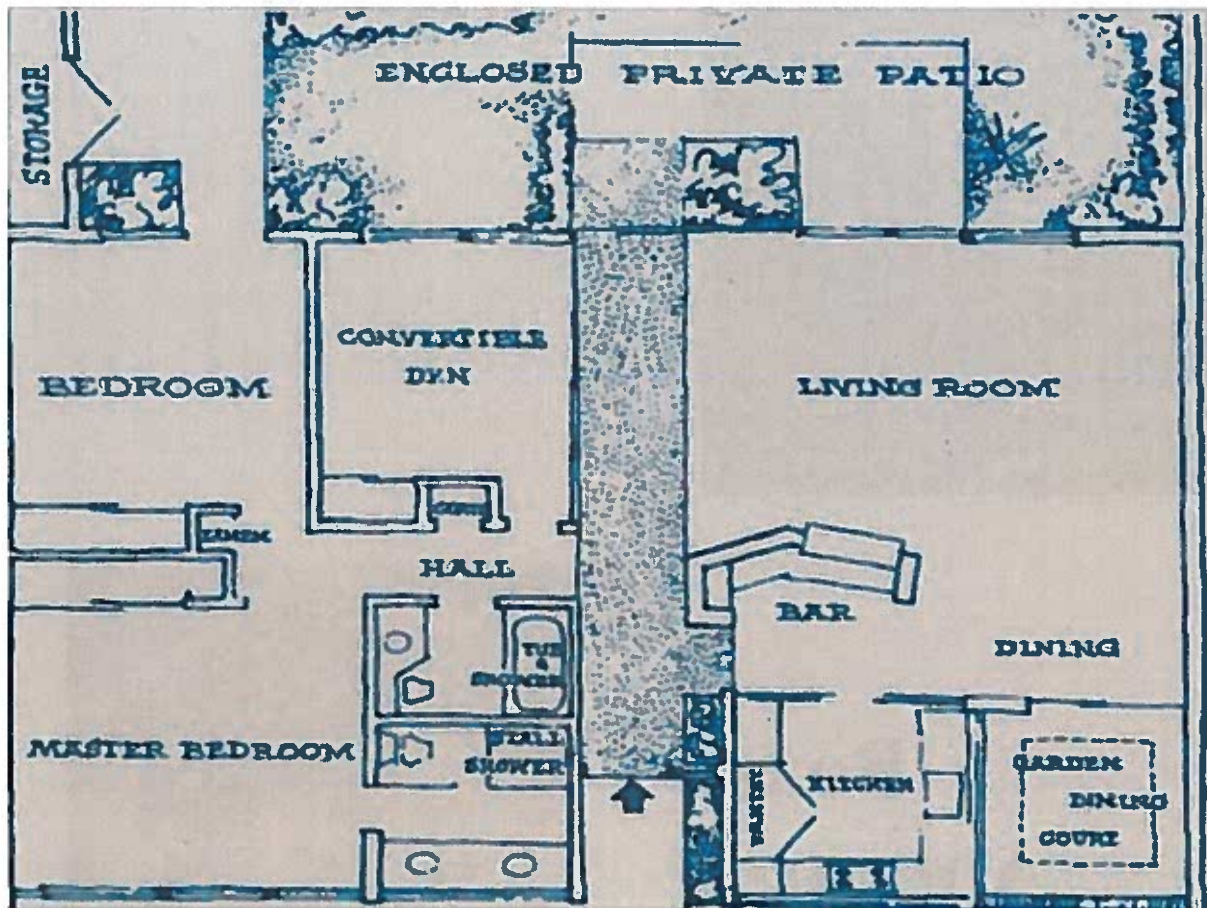 STORAGE
ENCLOSED PRIVATE PATIO
CONVERTIBLE
DEN
BEDROOM
LIVING ROOM
LINEN
HALL
BAR
DINING
TUB
&
SHOWER
MASTER BEDROOM
STALL
SHOWER
PANTRY
KITCHEN
GARDEN
DINING
COURT